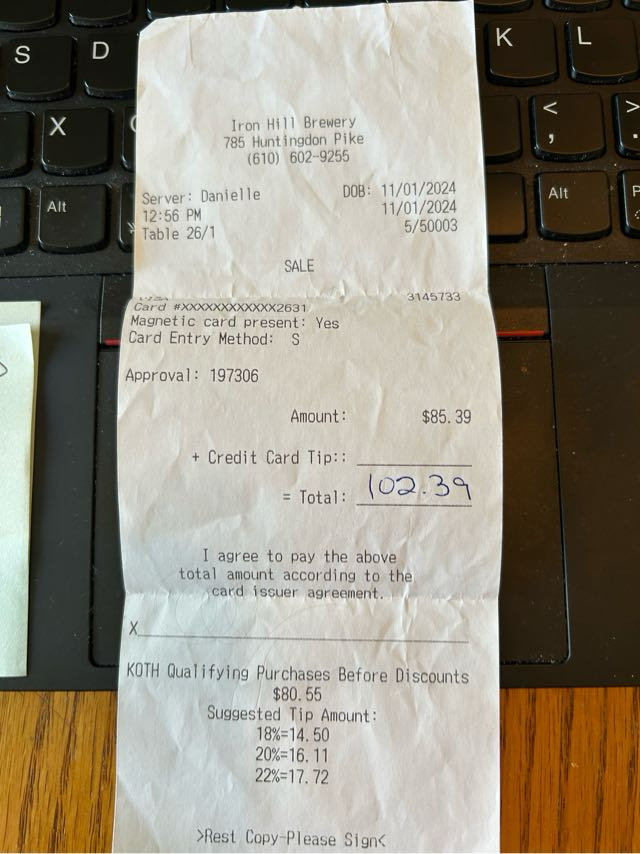 S D K L
X < ,
Alt Alt
Iron Hill Brewery
785 Huntingdon Pike
(610) 602-9255
Server: Danielle DOB: 11/01/2024
12:56 PM 11/01/2024
Table 26/1 5/50003
SALE
3145733
Card #XXXXXXXXXXXX2631
Magnetic card present: Yes
Card Entry Method: S
Approval: 197306
Amount: $85.39
+ Credit Card Tip::
= Total: 102.39
I agree to pay the above
total amount according to the
card issuer agreement.
X
KOTH Qualifying Purchases Before Discounts
$80.55
Suggested Tip Amount:
18%=14.50
20%=16.11
22%=17.72
>Rest Copy-Please Sign<